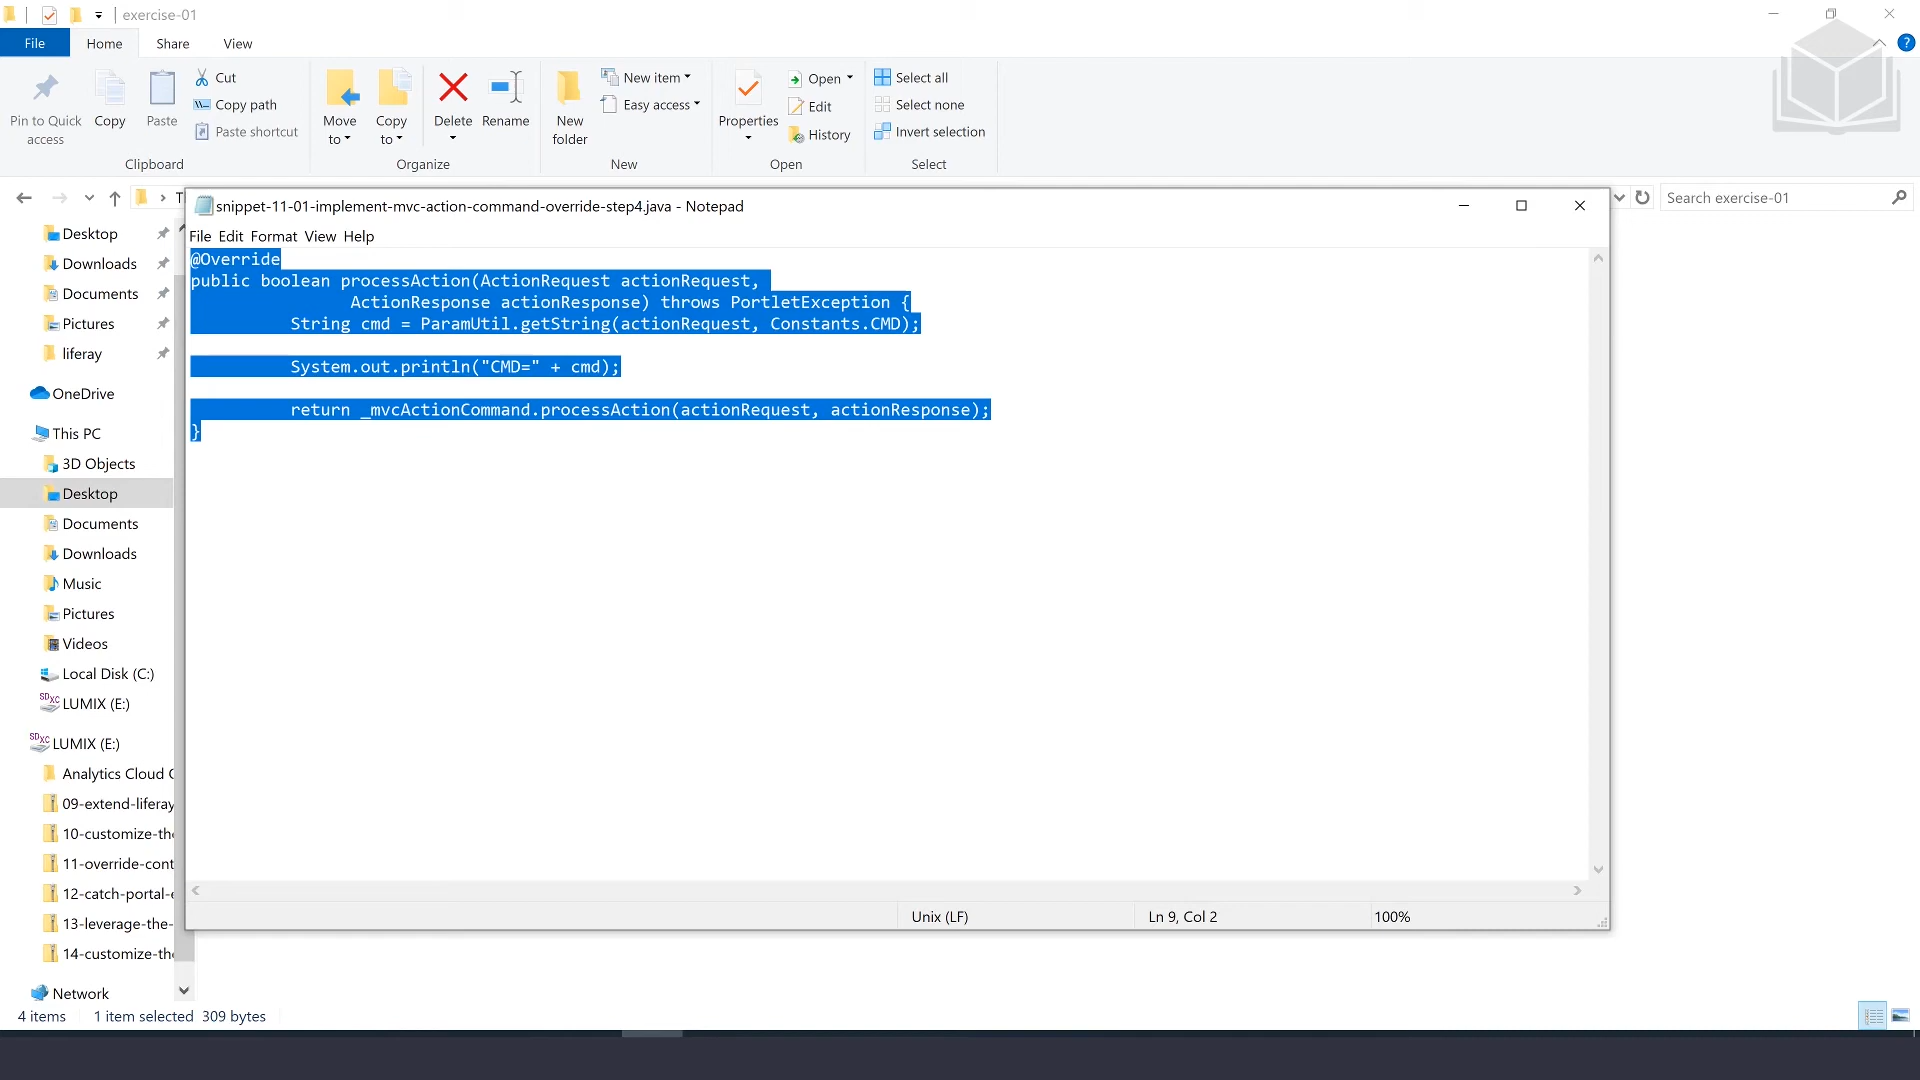 exercise-01
File Home Share View
Pin to Quick access
Copy
Paste
Cut
Copy path
Paste shortcut
Clipboard
Move to
Copy to
Delete
Rename
Organize
New folder
New item
Easy access
New
Properties
Open
Edit
History
Open
Select all
Select none
Invert selection
Select
Search exercise-01
snippet-11-01-implement-mvc-action-command-override-step4.java - Notepad
File Edit Format View Help
@Override
public boolean processAction(ActionRequest actionRequest,
ActionResponse actionResponse) throws PortletException {
String cmd = ParamUtil.getString(actionRequest, Constants.CMD);
System.out.println("CMD=" + cmd);
return _mvcActionCommand.processAction(actionRequest, actionResponse);
}
Unix (LF) Ln 9, Col 2 100%
Desktop
Downloads
Documents
Pictures
liferay
OneDrive
This PC
3D Objects
Desktop
Documents
Downloads
Music
Pictures
Videos
Local Disk (C:)
LUMIX (E:)
LUMIX (E:)
Analytics Cloud
09-extend-liferay
10-customize-the
11-override-cont
12-catch-portal-e
13-leverage-the-
14-customize-the
Network
4 items 1 item selected 309 bytes